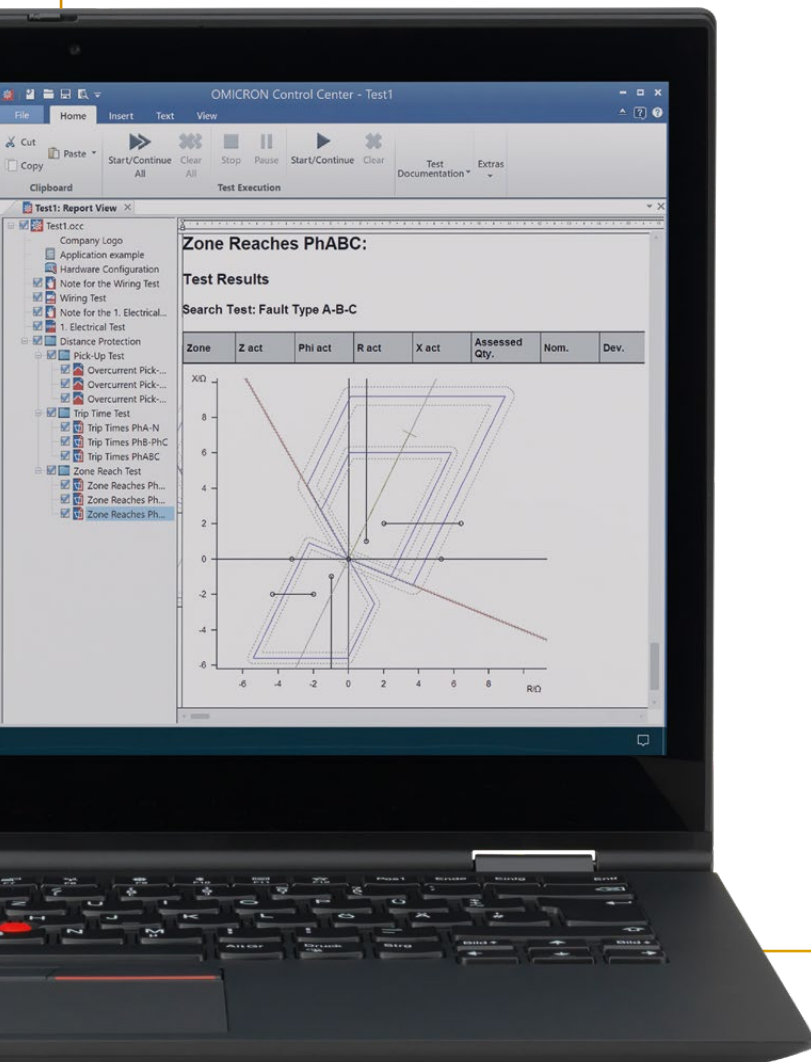 OMICRON Control Center - Test1
File Home Insert Text View
Cut
Copy
Paste
Clipboard
Start/Continue All
Clear All
Stop
Pause
Start/Continue
Clear
Test Execution
Test Documentation
Extras
Test1: Report View
Test1.occ
Company Logo
Application example
Hardware Configuration
Note for the Wiring Test
Wiring Test
Note for the 1. Electrical...
1. Electrical Test
Distance Protection
Pick-Up Test
Overcurrent Pick-...
Overcurrent Pick-...
Overcurrent Pick-...
Trip Time Test
Trip Times PhA-N
Trip Times PhB-PhC
Trip Times PhABC
Zone Reach Test
Zone Reaches Ph...
Zone Reaches Ph...
Zone Reaches Ph...
Zone Reaches PhABC:
Test Results
Search Test: Fault Type A-B-C
Zone Z act Phi act R act X act Assessed Qty. Nom. Dev.
X/Ω
8
6
4
2
0
-2
-4
-6
-6 -4 -2 0 2 4 6 8 R/Ω
Entf
AltGr Druck Strg Bild